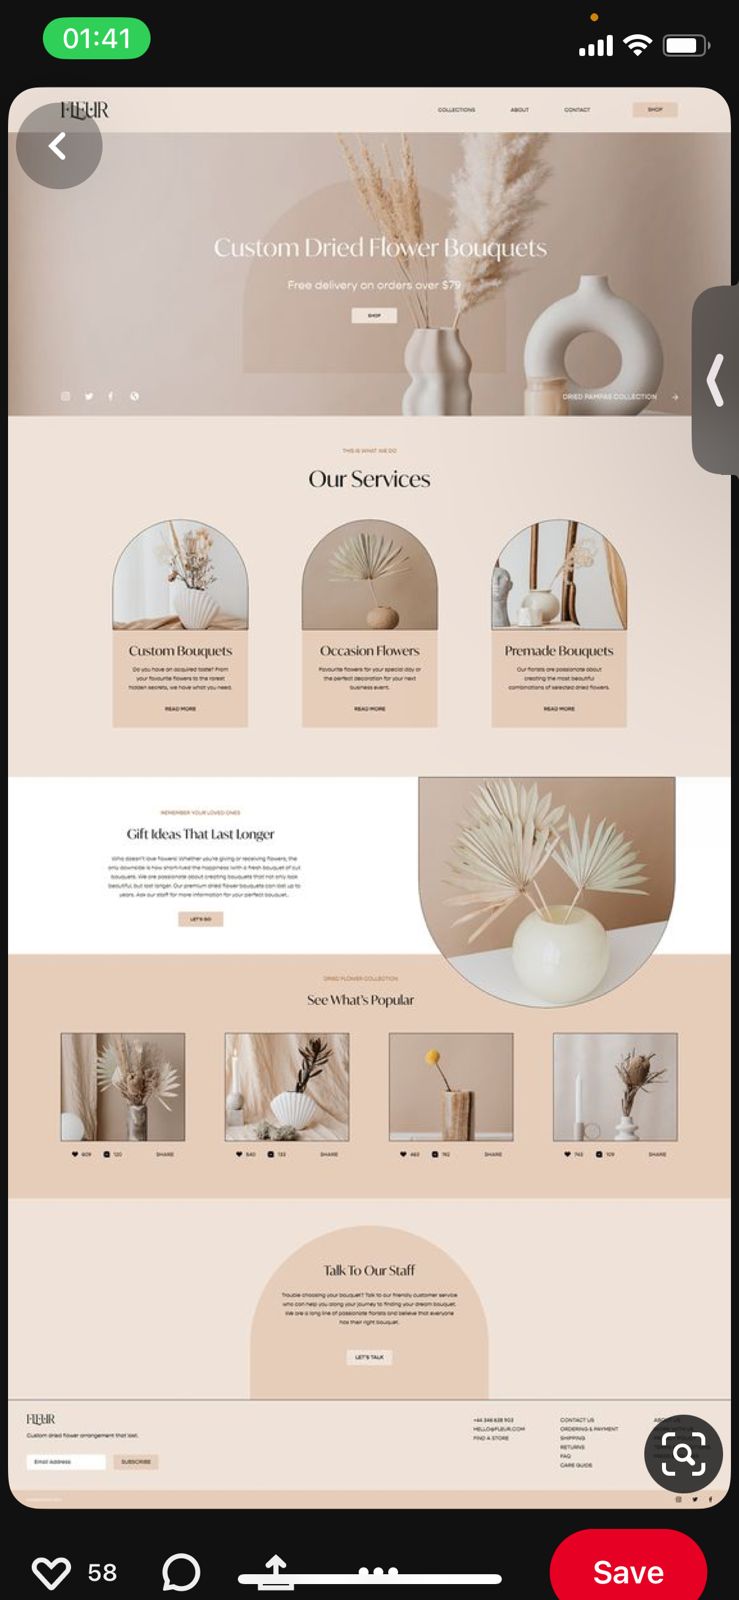 01:41
FLEUR
COLLECTIONS
ABOUT
CONTACT
SHOP
Custom Dried Flower Bouquets
Free delivery on orders over $79
SHOP
DRIED PAMPAS COLLECTION
THIS IS WHAT WE DO
Our Services
Custom Bouquets
Do you have an acquired taste? From
your favourite flowers to the rarest
hidden secrets, we have what you need.
READ MORE
Occasion Flowers
Favourite flowers for your special day or
the perfect decoration for your next
business event.
READ MORE
Premade Bouquets
Our florists are passionate about
creating the most beautiful
combinations of selected dried flowers.
READ MORE
REMEMBER YOUR LOVED ONES
Gift Ideas That Last Longer
Who doesn't love flowers! Whether you're giving or receiving flowers, the
only downside is how short-lived the happiness with a fresh bouquet of cut
bouquets. We are passionate about creating bouquets that not only look
beautiful, but last longer. Our premium dried flower bouquets can last up to
years. Ask our staff for more information for your perfect bouquet.
LET'S GO
DRIED FLOWER COLLECTION
See What's Popular
609 120 SHARE
540 132 SHARE
SHARE
743 109 SHARE
Talk To Our Staff
Trouble choosing your bouquet? Talk to our friendly customer service
who can help you along your journey to finding your dream bouquet.
We are a long line of passionate florists and believe that everyone
has their right bouquet.
LET'S TALK
FLEUR
Custom dried flower arrangement that last.
Email Address
SUBSCRIBE
+44 346 638 903
HELLO@FLEUR.COM
FIND A STORE
CONTACT US
ORDERING & PAYMENT
SHIPPING
RETURNS
FAQ
CARE GUIDE
58
Save